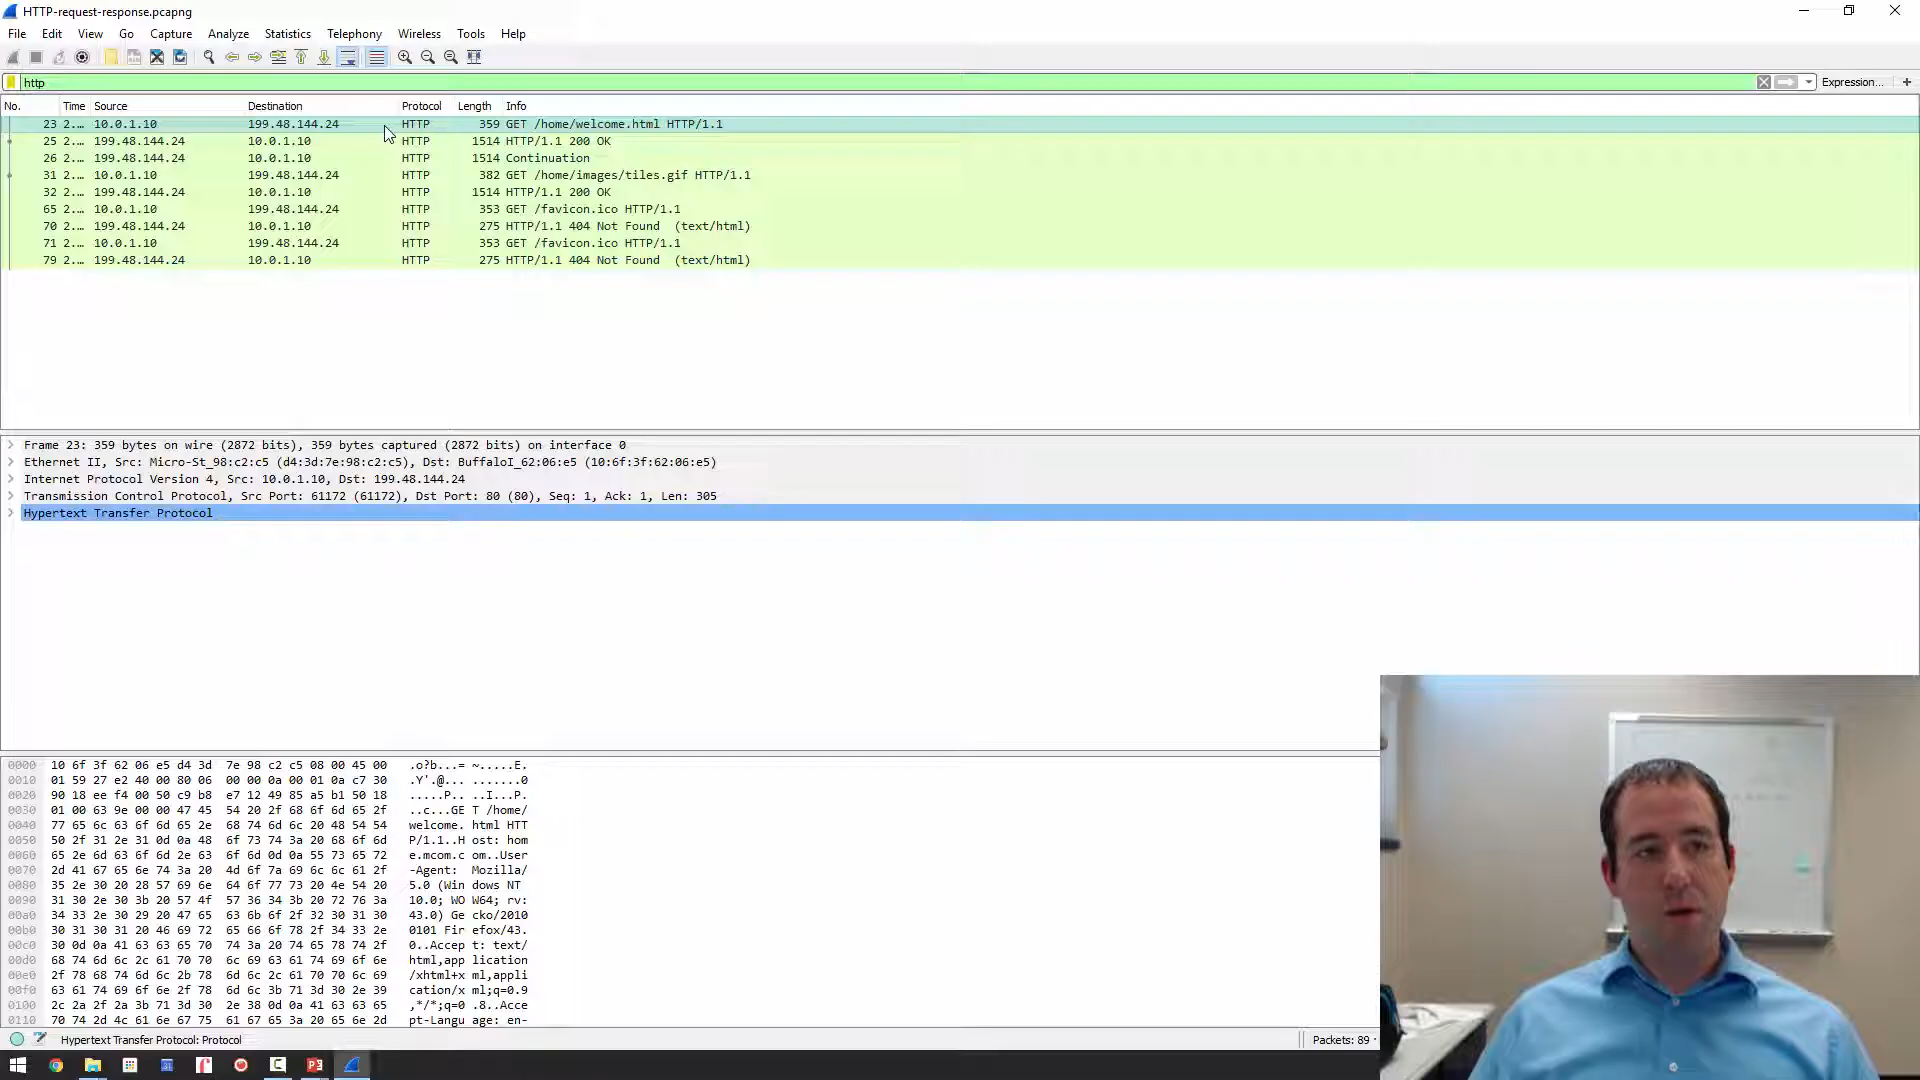 HTTP-request-response.pcapng
File Edit View Go Capture Analyze Statistics Telephony Wireless Tools Help
http Expression... +
No. Time Source Destination Protocol Length Info
23 2... 10.0.1.10 199.48.144.24 HTTP 359 GET /home/welcome.html HTTP/1.1
25 2... 199.48.144.24 10.0.1.10 HTTP 1514 HTTP/1.1 200 OK
26 2... 199.48.144.24 10.0.1.10 HTTP 1514 Continuation
31 2... 10.0.1.10 199.48.144.24 HTTP 382 GET /home/images/tiles.gif HTTP/1.1
32 2... 199.48.144.24 10.0.1.10 HTTP 1514 HTTP/1.1 200 OK
65 2... 10.0.1.10 199.48.144.24 HTTP 353 GET /favicon.ico HTTP/1.1
70 2... 199.48.144.24 10.0.1.10 HTTP 275 HTTP/1.1 404 Not Found (text/html)
71 2... 10.0.1.10 199.48.144.24 HTTP 353 GET /favicon.ico HTTP/1.1
79 2... 199.48.144.24 10.0.1.10 HTTP 275 HTTP/1.1 404 Not Found (text/html)
Frame 23: 359 bytes on wire (2872 bits), 359 bytes captured (2872 bits) on interface 0
Ethernet II, Src: Micro-St_98:c2:c5 (d4:3d:7e:98:c2:c5), Dst: BuffaloI_62:06:e5 (10:6f:3f:62:06:e5)
Internet Protocol Version 4, Src: 10.0.1.10, Dst: 199.48.144.24
Transmission Control Protocol, Src Port: 61172 (61172), Dst Port: 80 (80), Seq: 1, Ack: 1, Len: 305
Hypertext Transfer Protocol
0000 10 6f 3f 62 06 e5 d4 3d 7e 98 c2 c5 08 00 45 00 .o?b...= ~.....E.
0010 01 59 27 e2 40 00 80 06 00 00 0a 00 01 0a c7 30 .Y'.@... .......0
0020 90 18 ee f4 00 50 c9 b8 e7 12 49 85 a5 b1 50 18 .....P.. ..I...P.
0030 01 00 63 9e 00 00 47 45 54 20 2f 68 6f 6d 65 2f ..c...GE T /home/
0040 77 65 6c 63 6f 6d 65 2e 68 74 6d 6c 20 48 54 54 welcome. html HTT
0050 50 2f 31 2e 31 0d 0a 48 6f 73 74 3a 20 68 6f 6d P/1.1..H ost: hom
0060 65 2e 6d 63 6f 6d 2e 63 6f 6d 0d 0a 55 73 65 72 e.mcom.c om..User
0070 2d 41 67 65 6e 74 3a 20 4d 6f 7a 69 6c 6c 61 2f -Agent: Mozilla/
0080 35 2e 30 20 28 57 69 6e 64 6f 77 73 20 4e 54 20 5.0 (Win dows NT
0090 31 30 2e 30 3b 20 57 4f 57 36 34 3b 20 72 76 3a 10.0; WO W64; rv:
00a0 34 33 2e 30 29 20 47 65 63 6b 6f 2f 32 30 31 30 43.0) Ge cko/2010
00b0 30 31 30 31 20 46 69 72 65 66 6f 78 2f 34 33 2e 0101 Fir efox/43.
00c0 30 0d 0a 41 63 63 65 70 74 3a 20 74 65 78 74 2f 0..Accep t: text/
00d0 68 74 6d 6c 2c 61 70 70 6c 69 63 61 74 69 6f 6e html,app lication
00e0 2f 78 68 74 6d 6c 2b 78 6d 6c 2c 61 70 70 6c 69 /xhtml+x ml,appli
00f0 63 61 74 69 6f 6e 2f 78 6d 6c 3b 71 3d 30 2e 39 cation/x ml;q=0.9
0100 2c 2a 2f 2a 3b 71 3d 30 2e 38 0d 0a 41 63 63 65 ,*/*;q=0 .8..Acce
0110 70 74 2d 4c 61 6e 67 75 61 67 65 3a 20 65 6e 2d pt-Langu age: en-
Hypertext Transfer Protocol: Protocol Packets: 89 ·